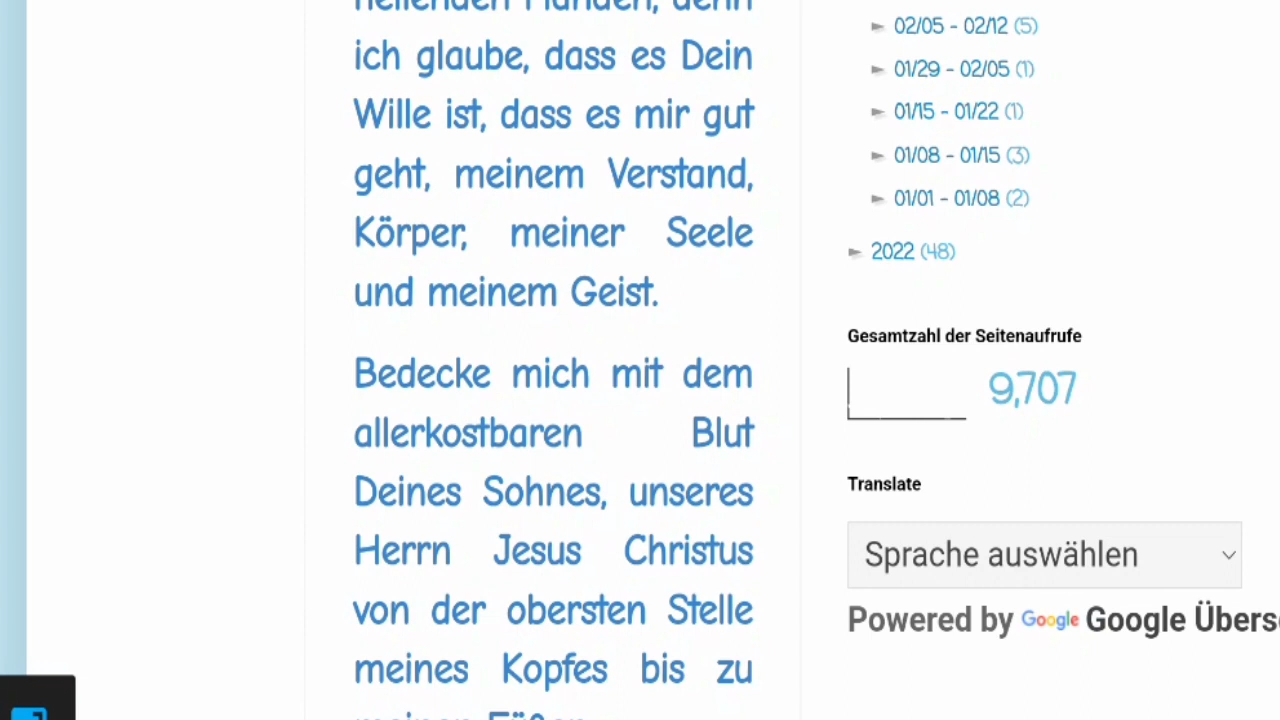 ich glaube, dass es Dein
Wille ist, dass es mir gut
geht, meinem Verstand,
Körper, meiner Seele
und meinem Geist.
Bedecke mich mit dem
allerkostbaren Blut
Deines Sohnes, unseres
Herrn Jesus Christus
von der obersten Stelle
meines Kopfes bis zu
► 02/05 - 02/12 (5)
► 01/29 - 02/05 (1)
► 01/15 - 01/22 (1)
► 01/08 - 01/15 (3)
► 01/01 - 01/08 (2)
► 2022 (48)
Gesamtzahl der Seitenaufrufe
9,707
Translate
Sprache auswählen
Powered by Google Google